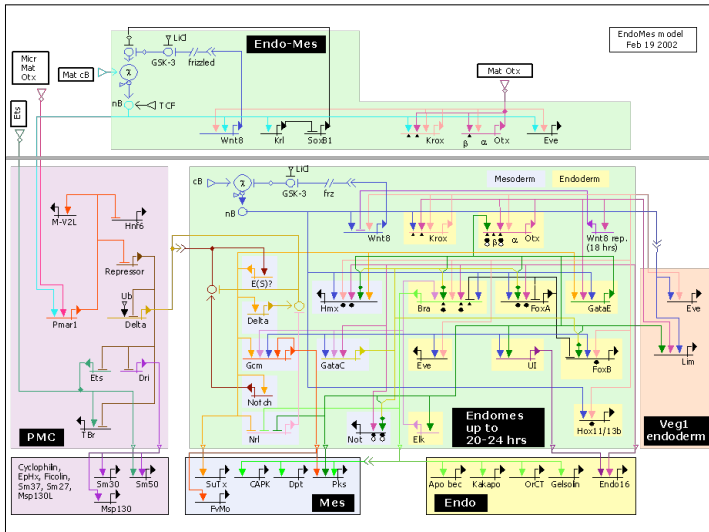 EndoMes model
Feb 19 2002
Micr
Mat
Otx
Mat cB
Ets
χ
LiCl
GSK-3
frizzled
Endo-Mes
nB
TCF
Mat Otx
Wnt8
Krl
SoxB1
Krox
β
α
Otx
Eve
cB
χ
LiCl
GSK-3
frz
nB
Mesoderm
Endoderm
M-V2L
Hnf6
Wnt8
Krox
β
α
Otx
Wnt8 rep.
(18 hrs)
Repressor
E(S)?
Ub
Hmx
Bra
FoxA
GataE
Eve
Pmar1
Delta
Delta
Lim
Ets
Dri
Gcm
GataC
Eve
UI
FoxB
Notch
TBr
Nrl
Not
Elk
Hox11/13b
PMC
Endomes
up to
20-24 hrs
Veg1
endoderm
Cyclophilin,
EpHx, Ficolin,
Sm37, Sm27,
Msp130L
Sm30
Sm50
Msp130
SuTx
CAPK
Dpt
Pks
FvMo
Mes
Apo bec
Kakapo
OrCT
Gelsolin
Endo16
Endo